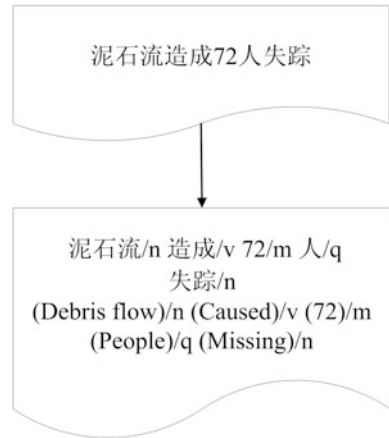 泥石流造成72人失踪
泥石流/n 造成/v 72/m 人/q
失踪/n
(Debris flow)/n (Caused)/v (72)/m
(People)/q (Missing)/n